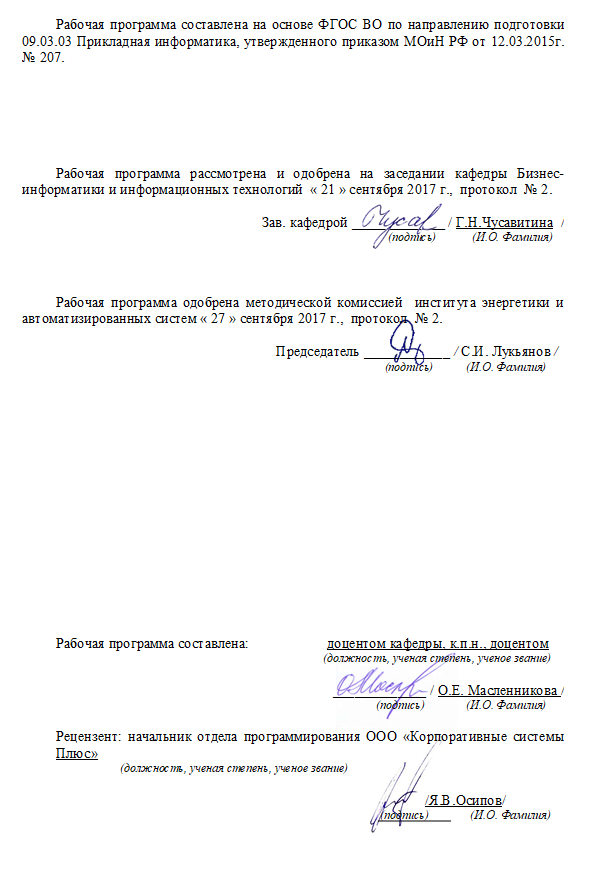 Рабочая программа составлена на основе ФГОС ВО по направлению подготовки
09.03.03 Прикладная информатика, утвержденного приказом МОиН РФ от 12.03.2015г.
№ 207.
Рабочая программа рассмотрена и одобрена на заседании кафедры Бизнес-
информатики и информационных технологий « 21 » сентября 2017 г., протокол № 2.
Зав. кафедрой ____________ / Г.Н.Чусавитина /
(подпись) (И.О. Фамилия)
Рабочая программа одобрена методической комиссией института энергетики и
автоматизированных систем « 27 » сентября 2017 г., протокол № 2.
Председатель ____________ / С.И. Лукьянов /
(подпись) (И.О. Фамилия)
Рабочая программа составлена: доцентом кафедры, к.п.н., доцентом
(должность, ученая степень, ученое звание)
____________ / О.Е. Масленникова /
(подпись) (И.О. Фамилия)
Рецензент: начальник отдела программирования ООО «Корпоративные системы
Плюс»
(должность, ученая степень, ученое звание)
/Я.В.Осипов/
(подпись) (И.О. Фамилия)